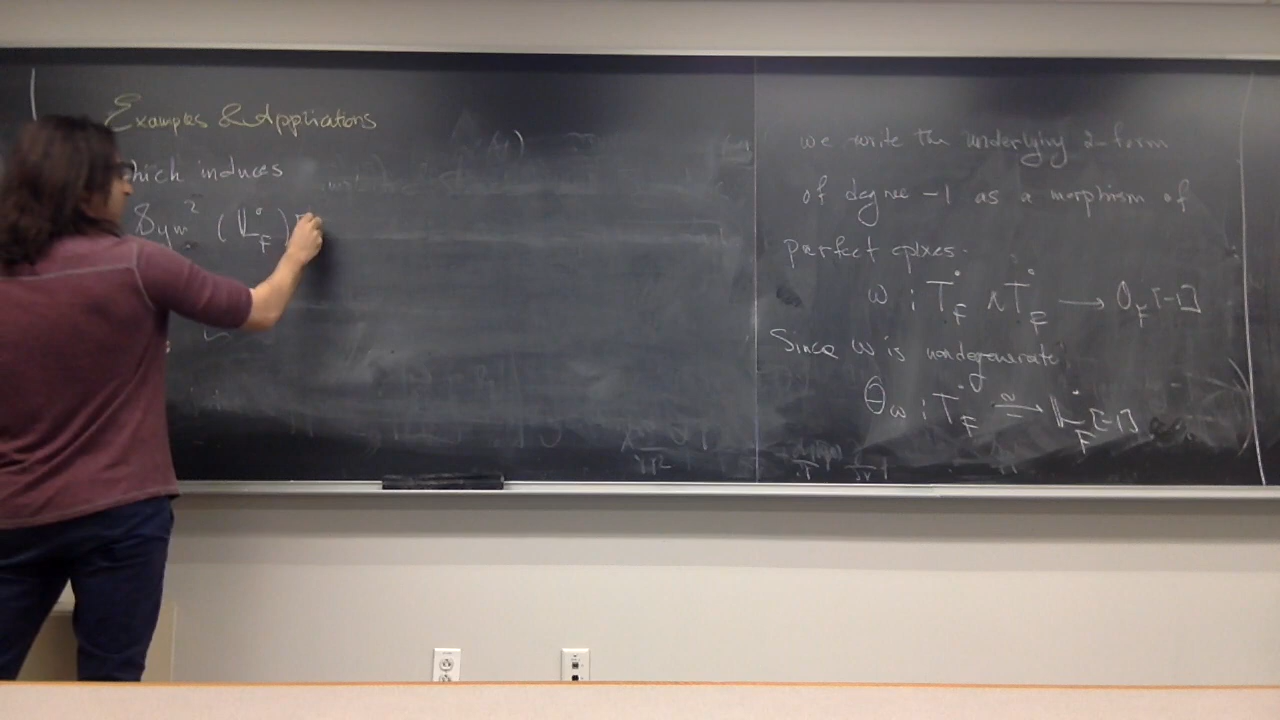 Examples & Applications
which induces
Sym² (𝕃•_F)[
we write the underlying 2-form
of degree -1 as a morphism of
perfect cplxes.
ω : T•_F ∧ T•_F → O_F[-1]
Since ω is nondegenerate
Θ_ω : T•_F ≅→ 𝕃•_F[-1]